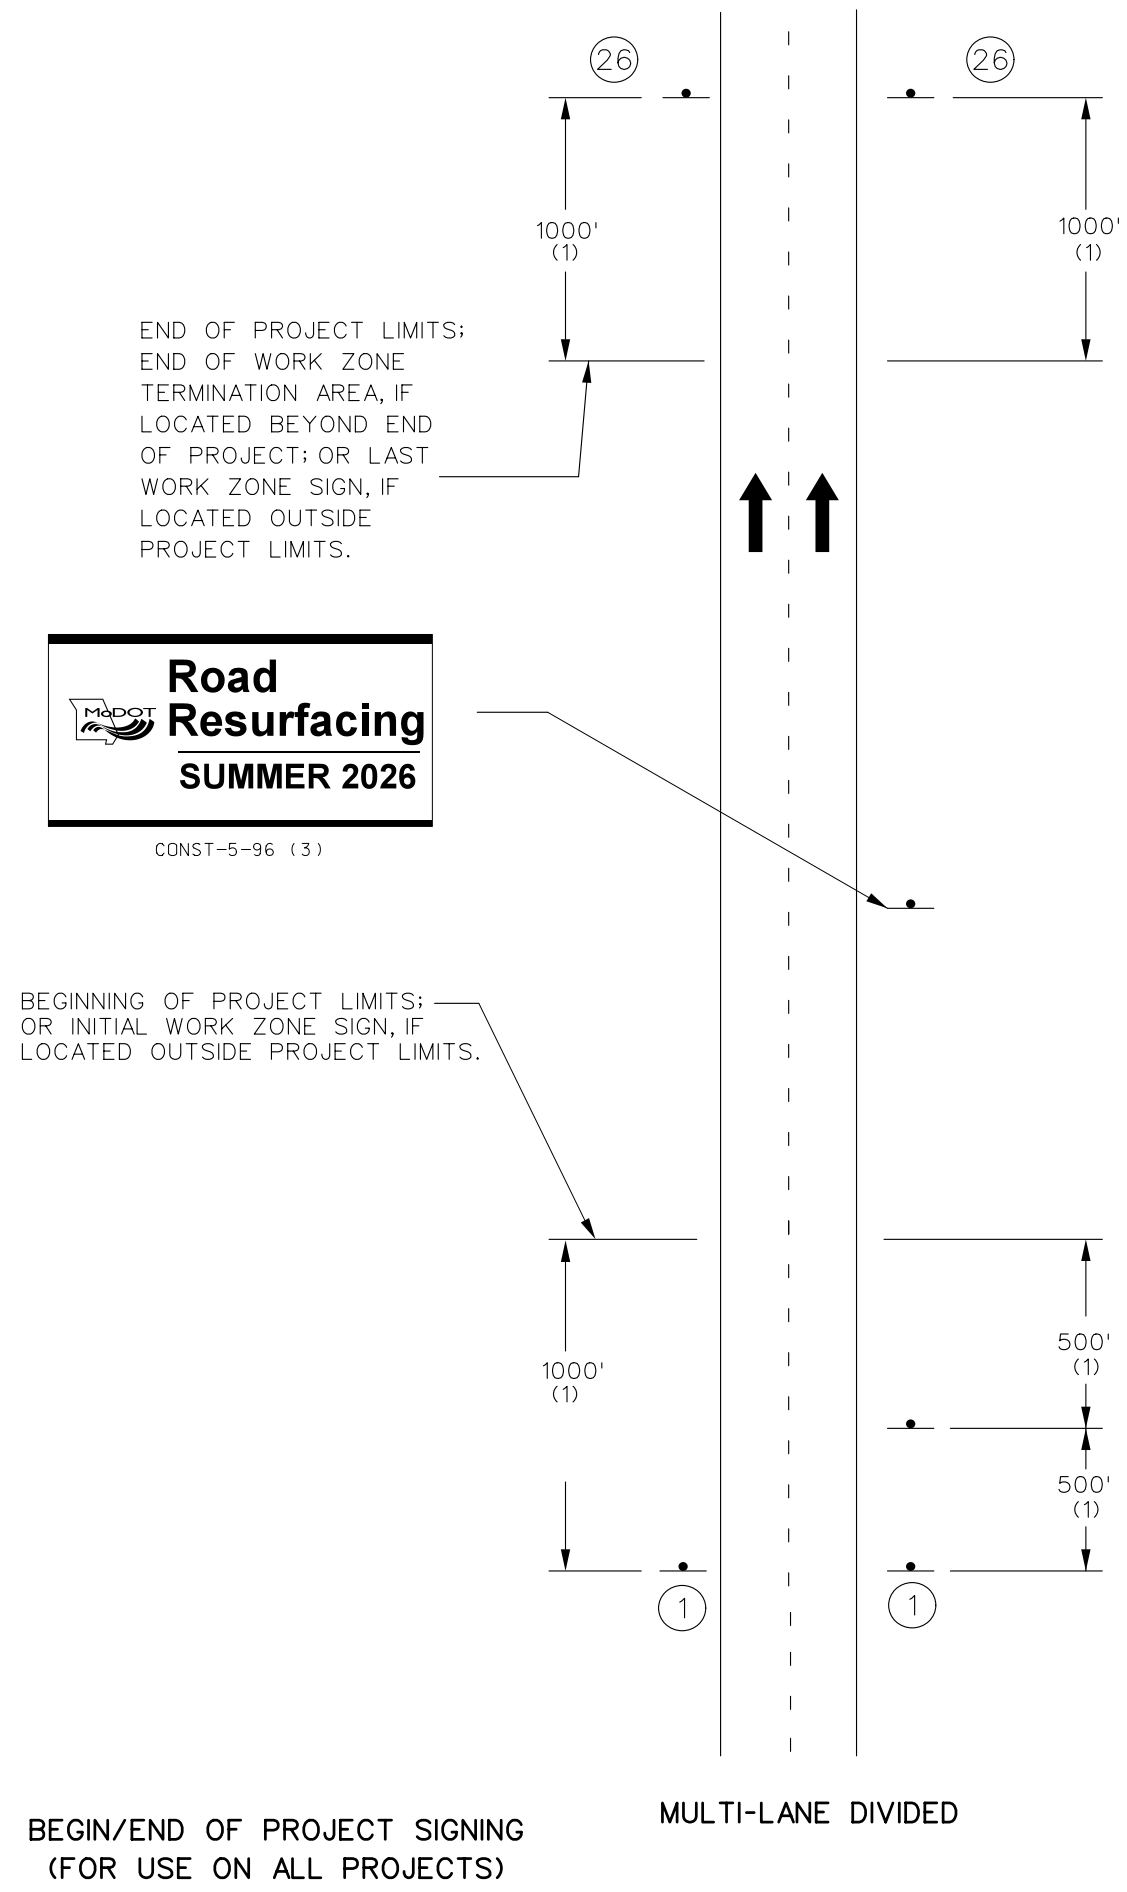 26
26
1000'
(1)
1000'
(1)
END OF PROJECT LIMITS;
END OF WORK ZONE
TERMINATION AREA, IF
LOCATED BEYOND END
OF PROJECT; OR LAST
WORK ZONE SIGN, IF
LOCATED OUTSIDE
PROJECT LIMITS.
MoDOT
Road
Resurfacing
SUMMER 2026
CONST-5-96 (3)
BEGINNING OF PROJECT LIMITS;
OR INITIAL WORK ZONE SIGN, IF
LOCATED OUTSIDE PROJECT LIMITS.
1000'
(1)
500'
(1)
500'
(1)
1
1
MULTI-LANE DIVIDED
BEGIN/END OF PROJECT SIGNING
(FOR USE ON ALL PROJECTS)